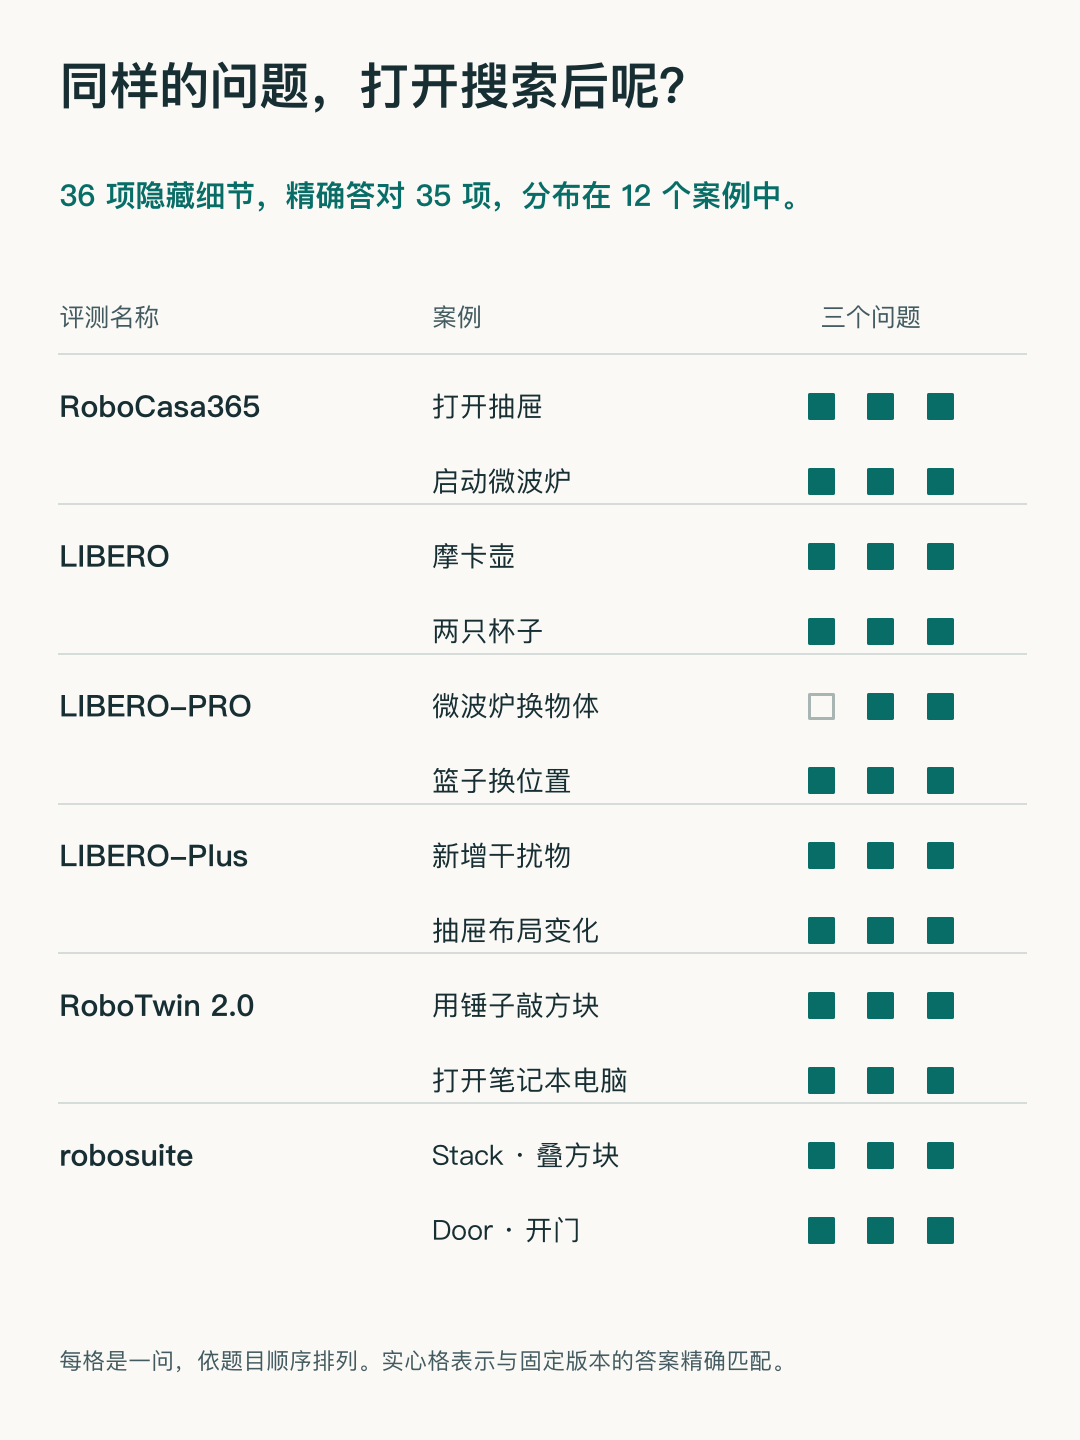 同样的问题，打开搜索后呢？
36 项隐藏细节，精确答对 35 项，分布在 12 个案例中。
评测名称 案例 三个问题
RoboCasa365 打开抽屉
启动微波炉
LIBERO 摩卡壶
两只杯子
LIBERO–PRO 微波炉换物体
篮子换位置
LIBERO–Plus 新增干扰物
抽屉布局变化
RoboTwin 2.0 用锤子敲方块
打开笔记本电脑
robosuite Stack · 叠方块
Door · 开门
每格是一问，依题目顺序排列。实心格表示与固定版本的答案精确匹配。